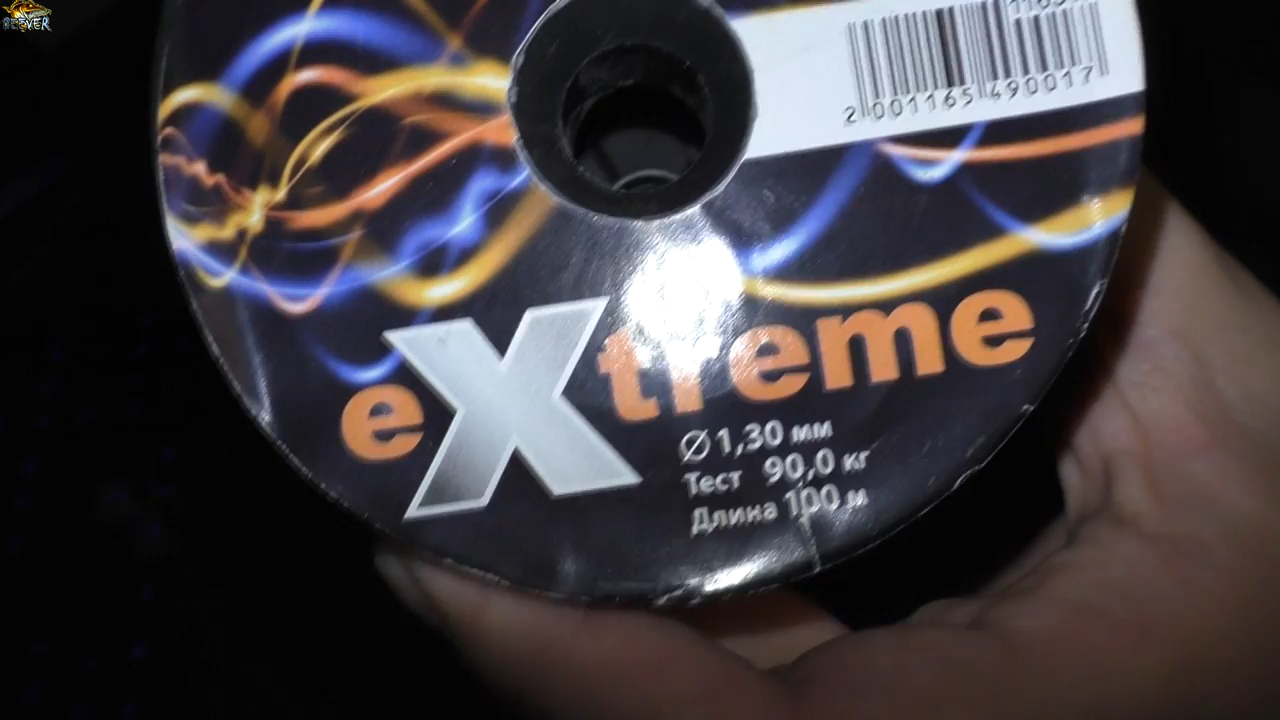 2 001165 490017
eXtreme
Ø 1,30 мм
Тест 90,0 кг
Длина 100 м